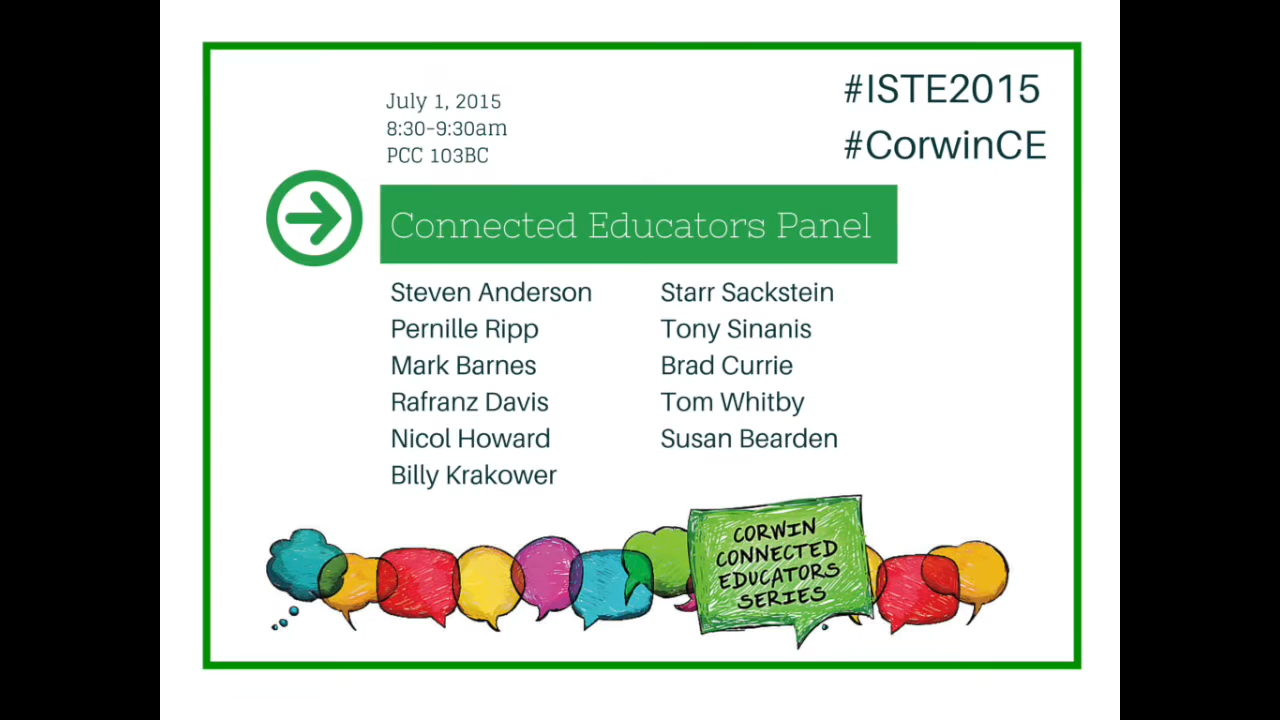 July 1, 2015
8:30-9:30am
PCC 103BC
#ISTE2015
#CorwinCE
Connected Educators Panel
Steven Anderson
Pernille Ripp
Mark Barnes
Rafranz Davis
Nicol Howard
Billy Krakower
Starr Sackstein
Tony Sinanis
Brad Currie
Tom Whitby
Susan Bearden
CORWIN
CONNECTED
EDUCATORS
SERIES